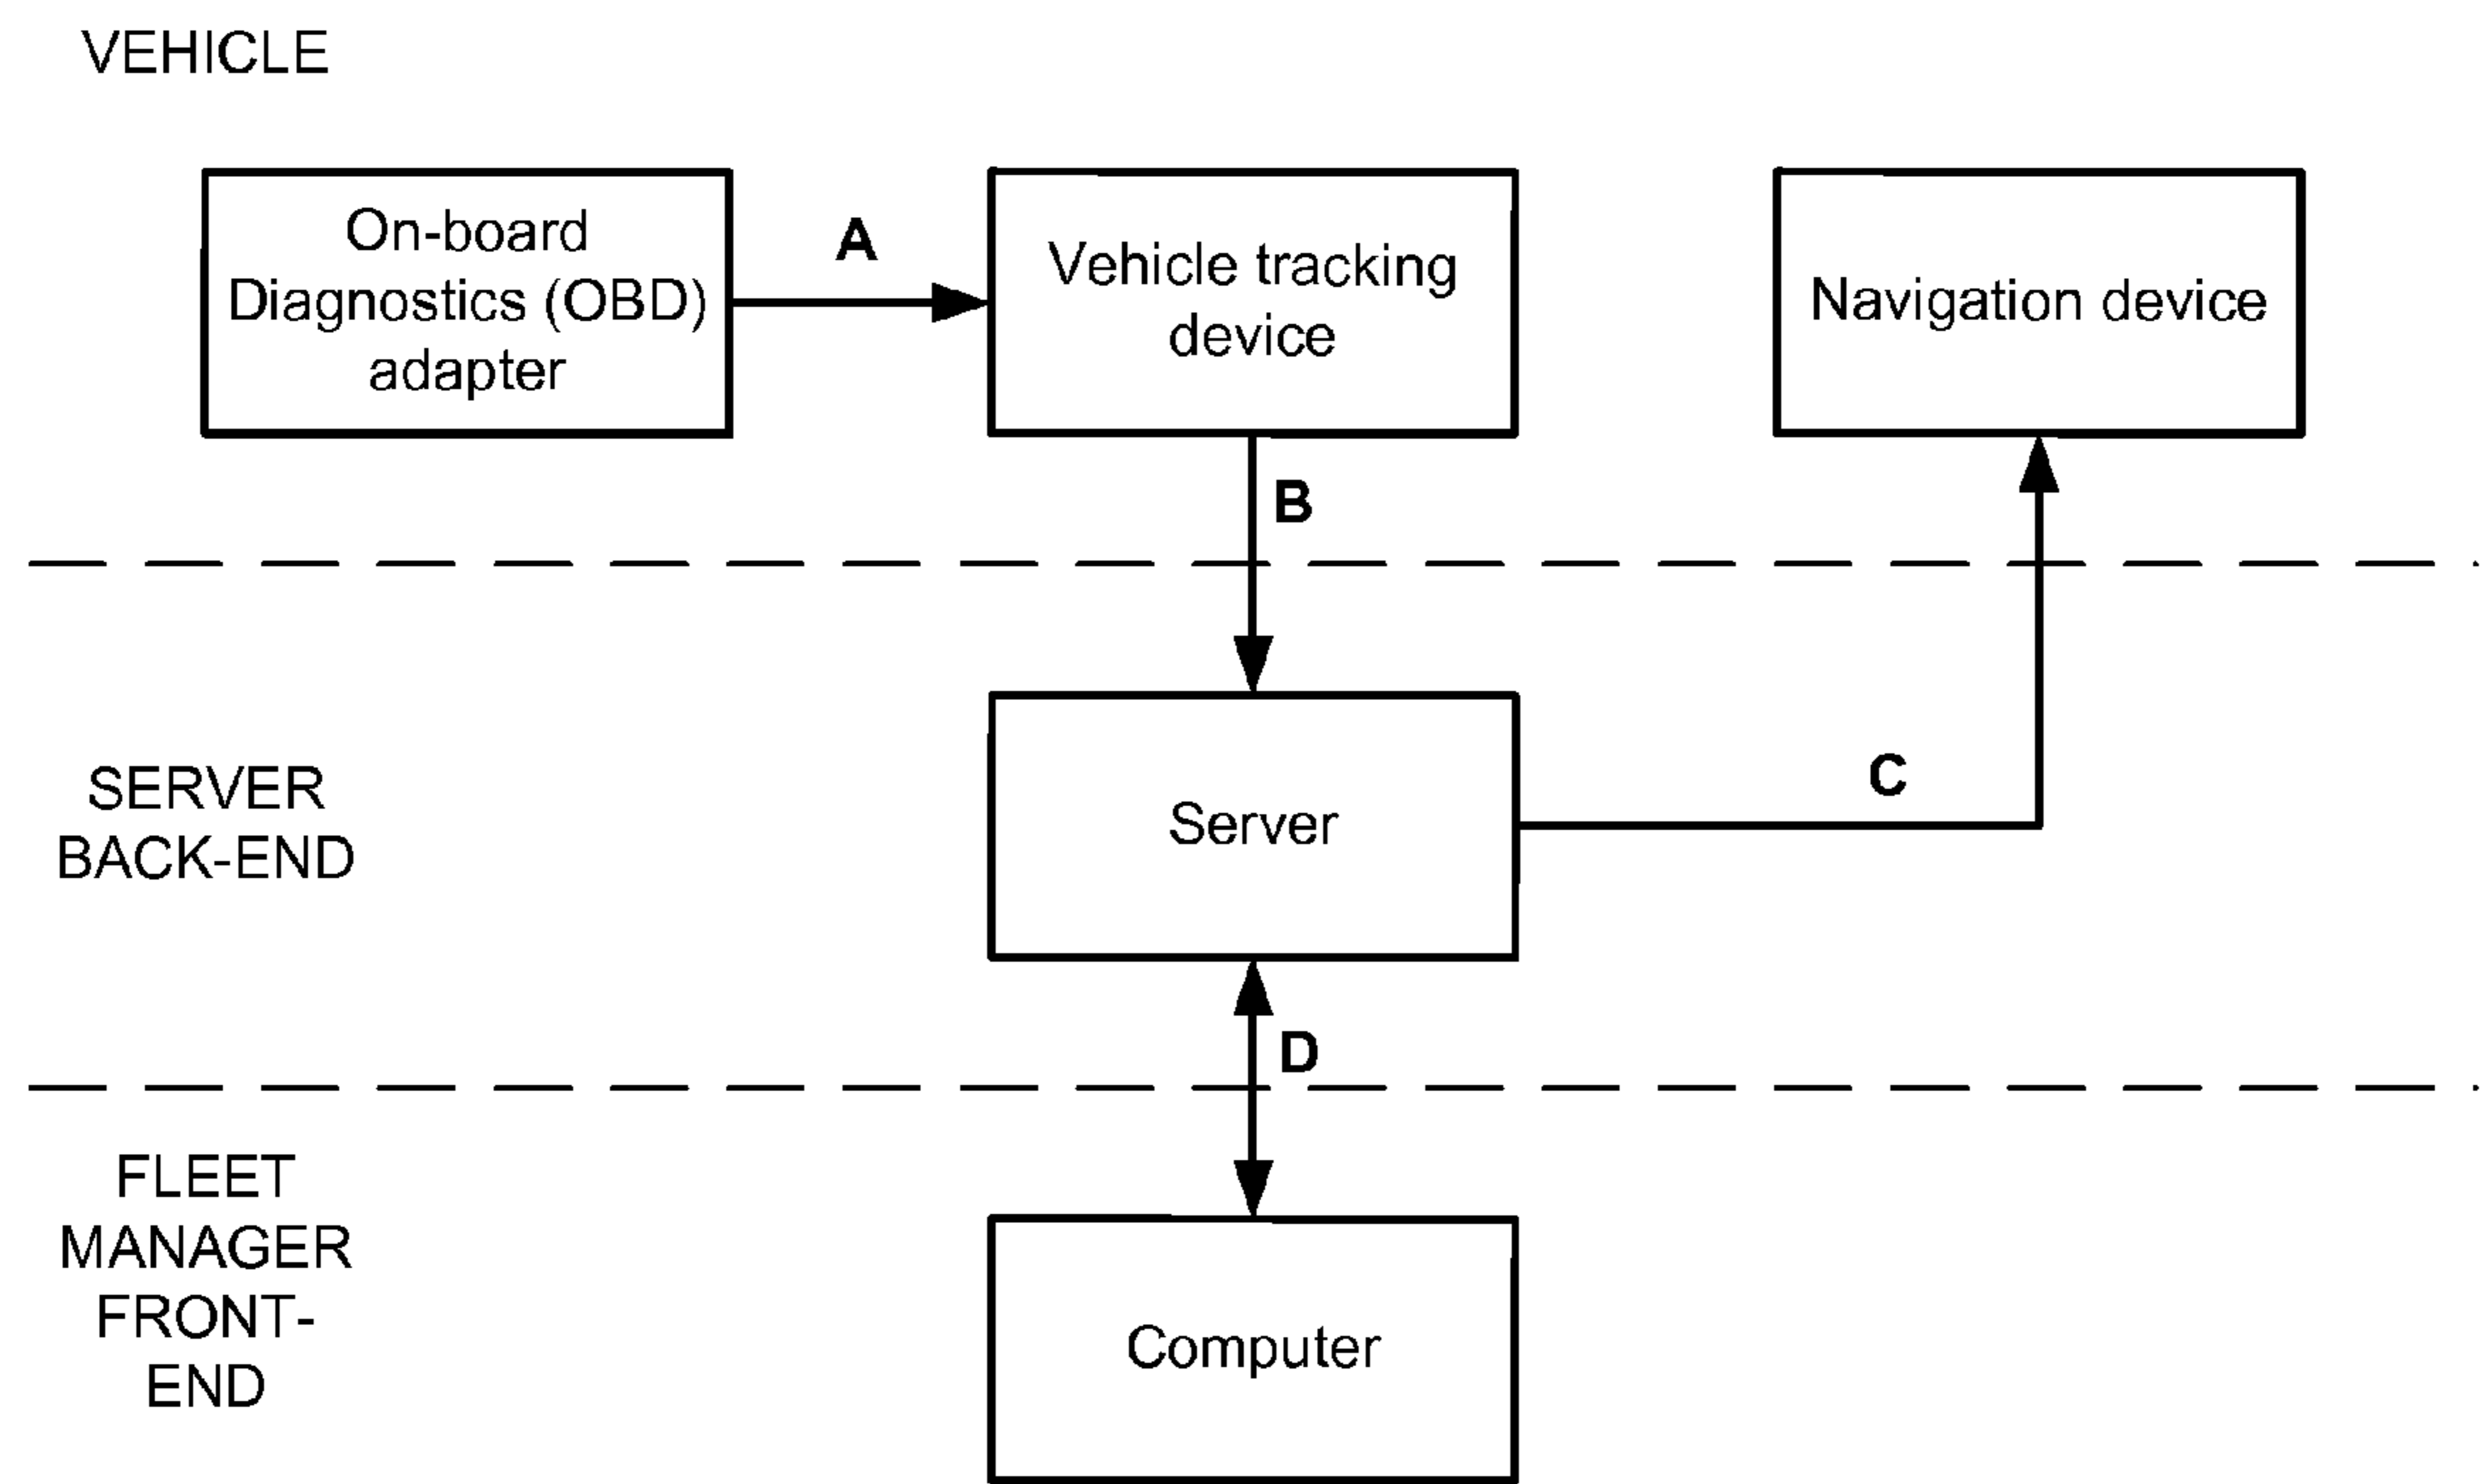 VEHICLE
On-board
Diagnostics (OBD)
adapter
A
Vehicle tracking
device
Navigation device
B
SERVER
BACK-END
Server
C
D
FLEET
MANAGER
FRONT-
END
Computer